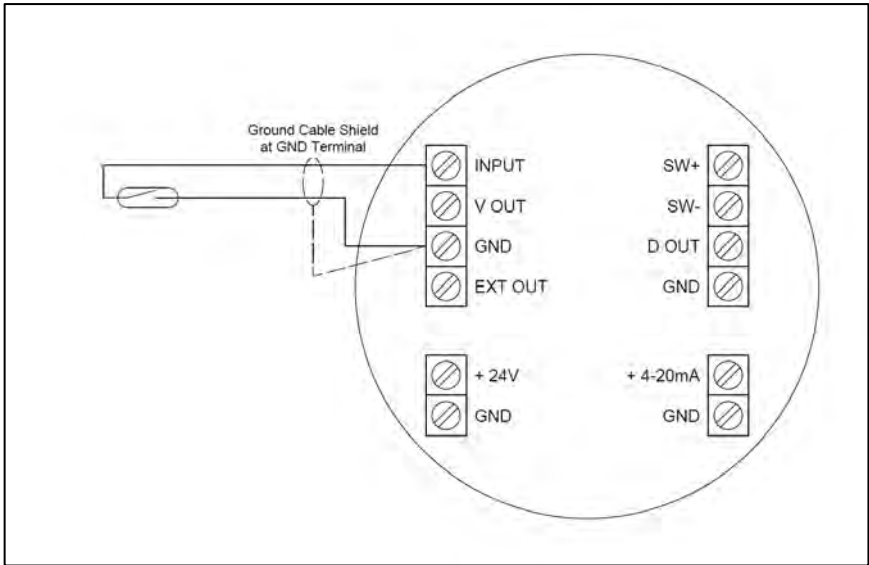 Ground Cable Shield
at GND Terminal
INPUT
V OUT
GND
EXT OUT
SW+
SW-
D OUT
GND
+ 24V
GND
+ 4-20mA
GND